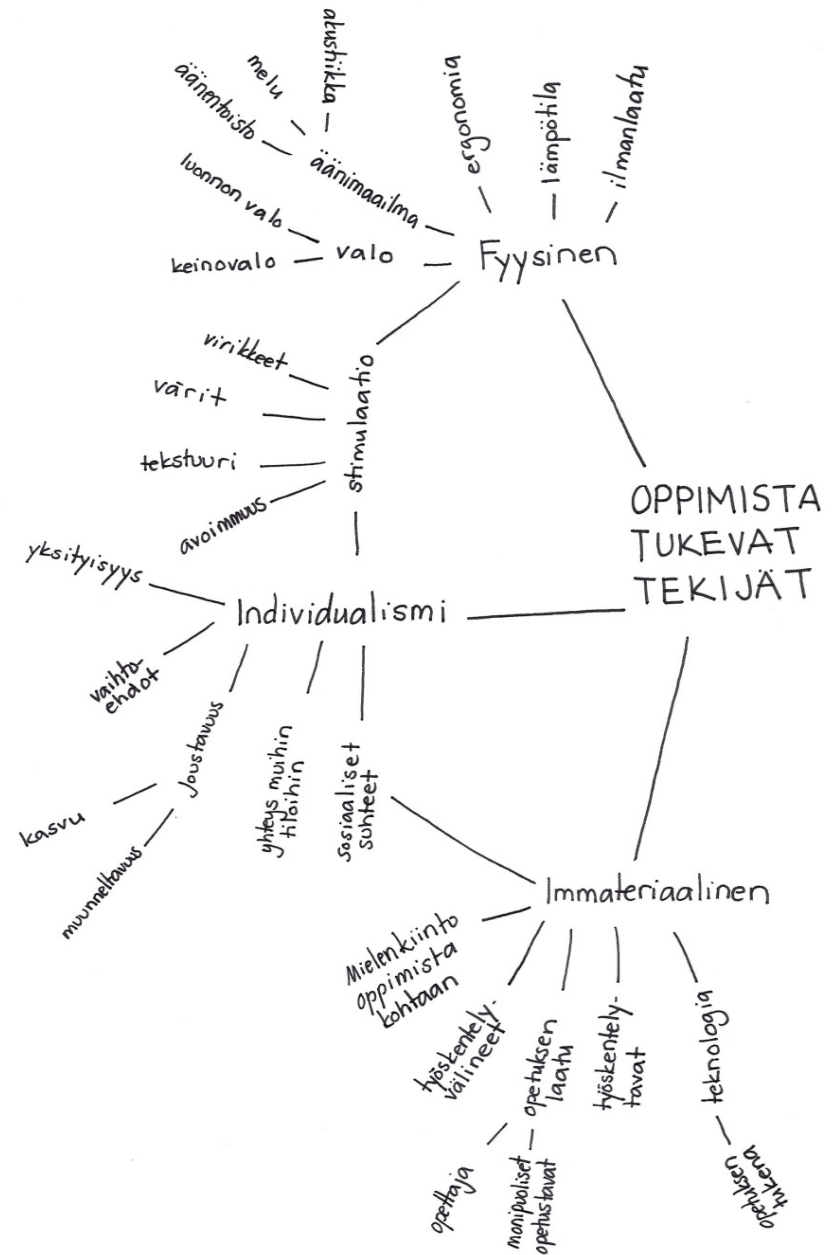 akustiikka
melu
äänentoisto
äänimaailma
ergonomia
lämpötila
ilmanlaatu
luonnon valo
keinovalo
valo
Fyysinen
virikkeet
värit
tekstuuri
avoimmuus
stimulaatio
OPPIMISTA
TUKEVAT
TEKIJÄT
yksityisyys
Individualismi
vaihto-
ehdot
Joustavuus
kasvu
muunneltavuus
yhteys muihin
tiloihin
sosiaaliset
suhteet
Immateriaalinen
Mielenkiinto
oppimista
kohtaan
työskentely-
välineet
opetuksen
laatu
opettaja
monipuoliset
opetustavat
työskentely-
tavat
teknologia
opetuksen
tukena